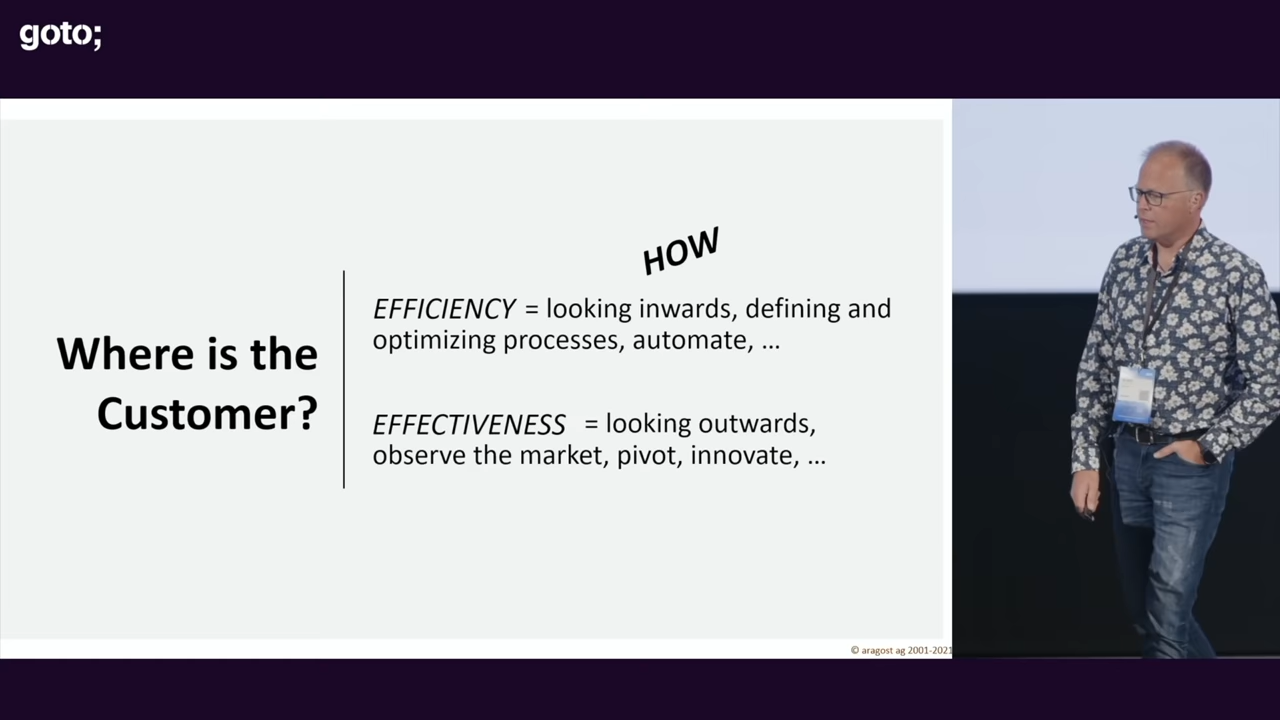 goto;
HOW
Where is the
Customer?
EFFICIENCY = looking inwards, defining and
optimizing processes, automate, ...
EFFECTIVENESS = looking outwards,
observe the market, pivot, innovate, ...
© aragost ag 2001-2021